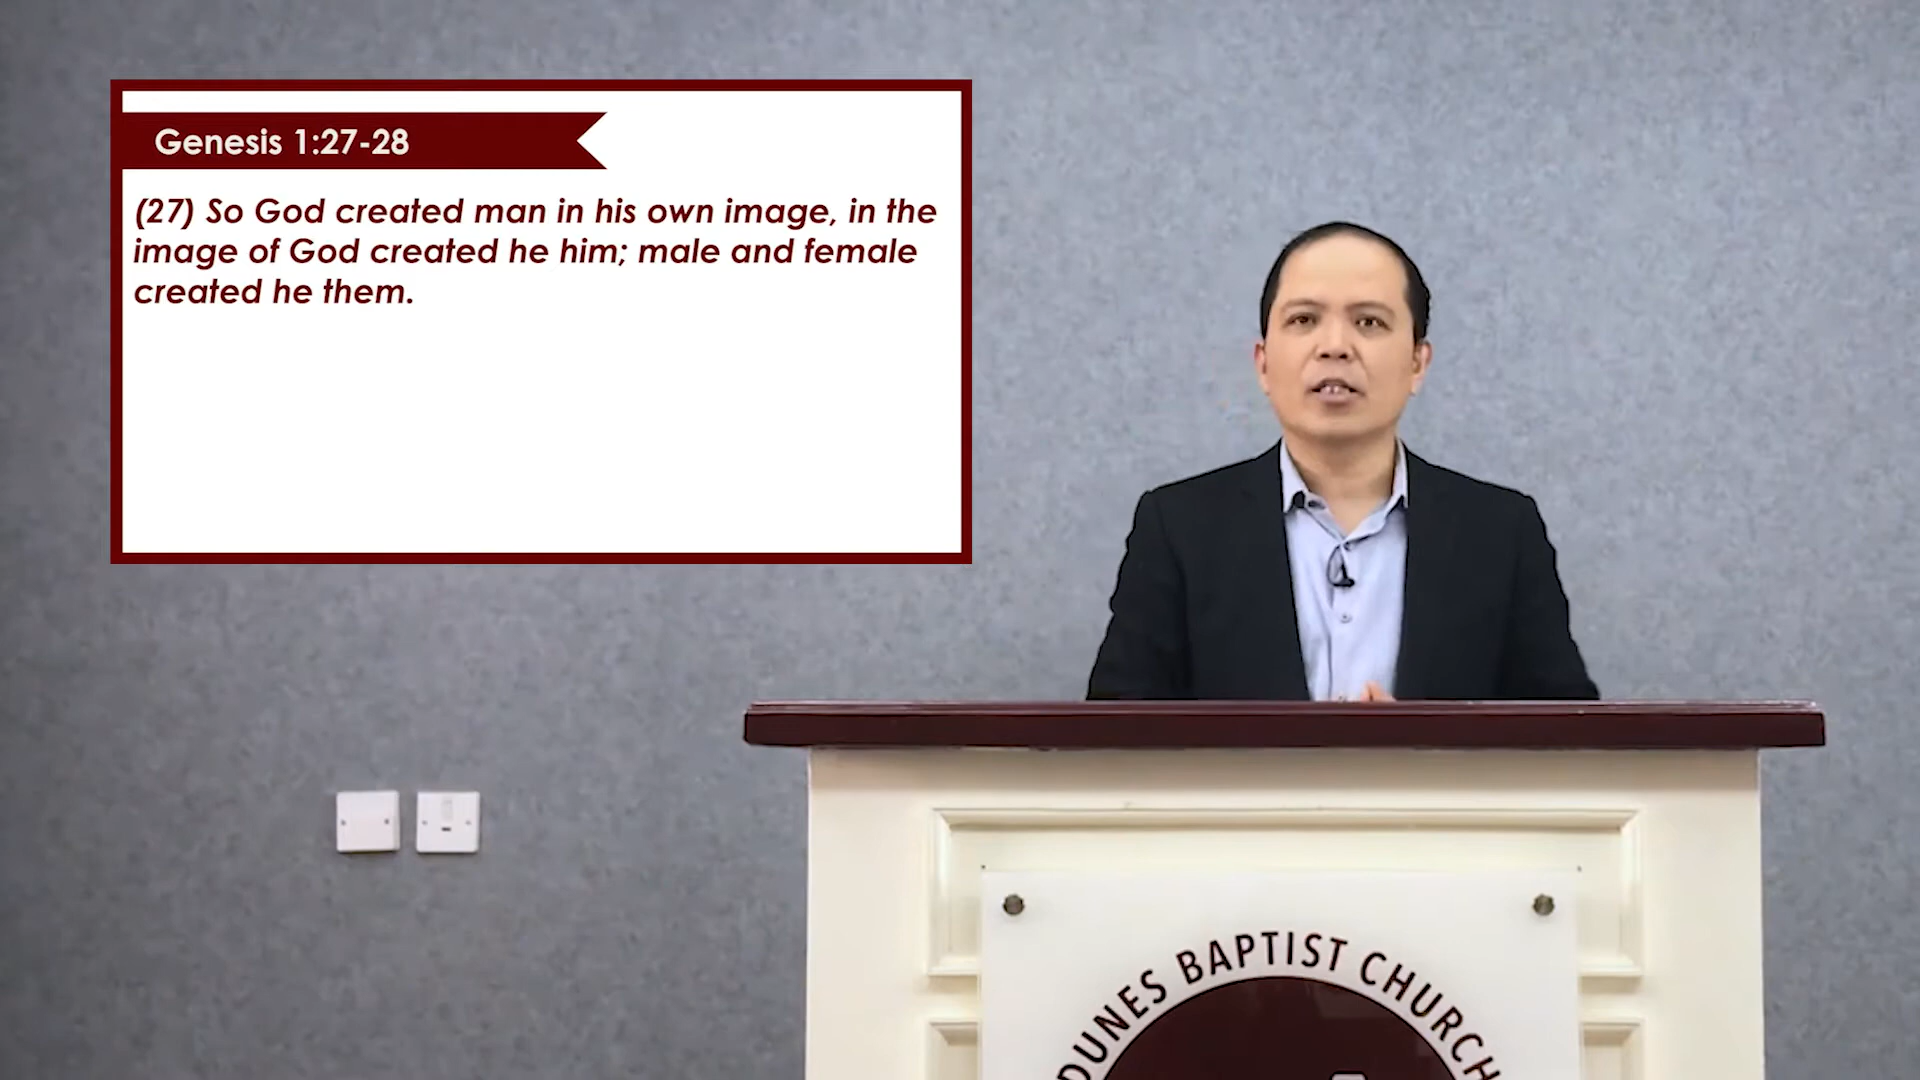 Genesis 1:27-28
(27) So God created man in his own image, in the
image of God created he him; male and female
created he them.
DUNES BAPTIST CHURCH